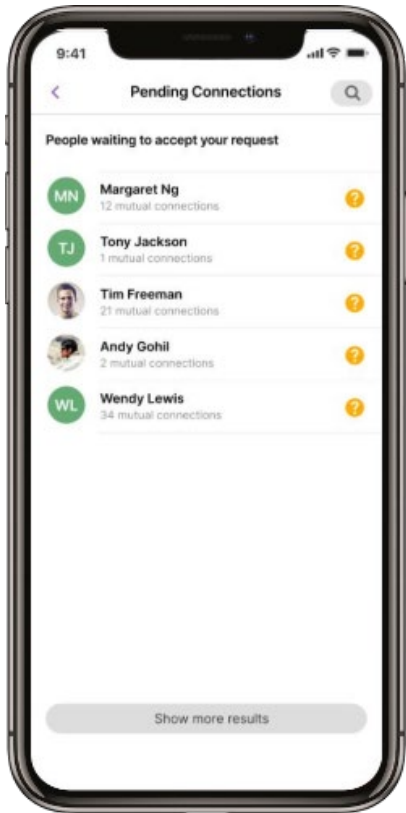 9:41
Pending Connections
People waiting to accept your request
MN
Margaret Ng
12 mutual connections
?
TJ
Tony Jackson
1 mutual connections
?
Tim Freeman
21 mutual connections
?
Andy Gohil
2 mutual connections
?
WL
Wendy Lewis
34 mutual connections
?
Show more results